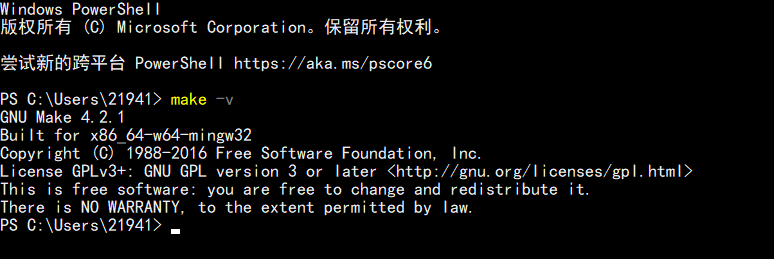 Windows PowerShell
版权所有 (C) Microsoft Corporation。保留所有权利。
尝试新的跨平台 PowerShell https://aka.ms/pscore6
PS C:\Users\21941> make -v
GNU Make 4.2.1
Built for x86_64-w64-mingw32
Copyright (C) 1988-2016 Free Software Foundation, Inc.
License GPLv3+: GNU GPL version 3 or later <http://gnu.org/licenses/gpl.html>
This is free software: you are free to change and redistribute it.
There is NO WARRANTY, to the extent permitted by law.
PS C:\Users\21941>